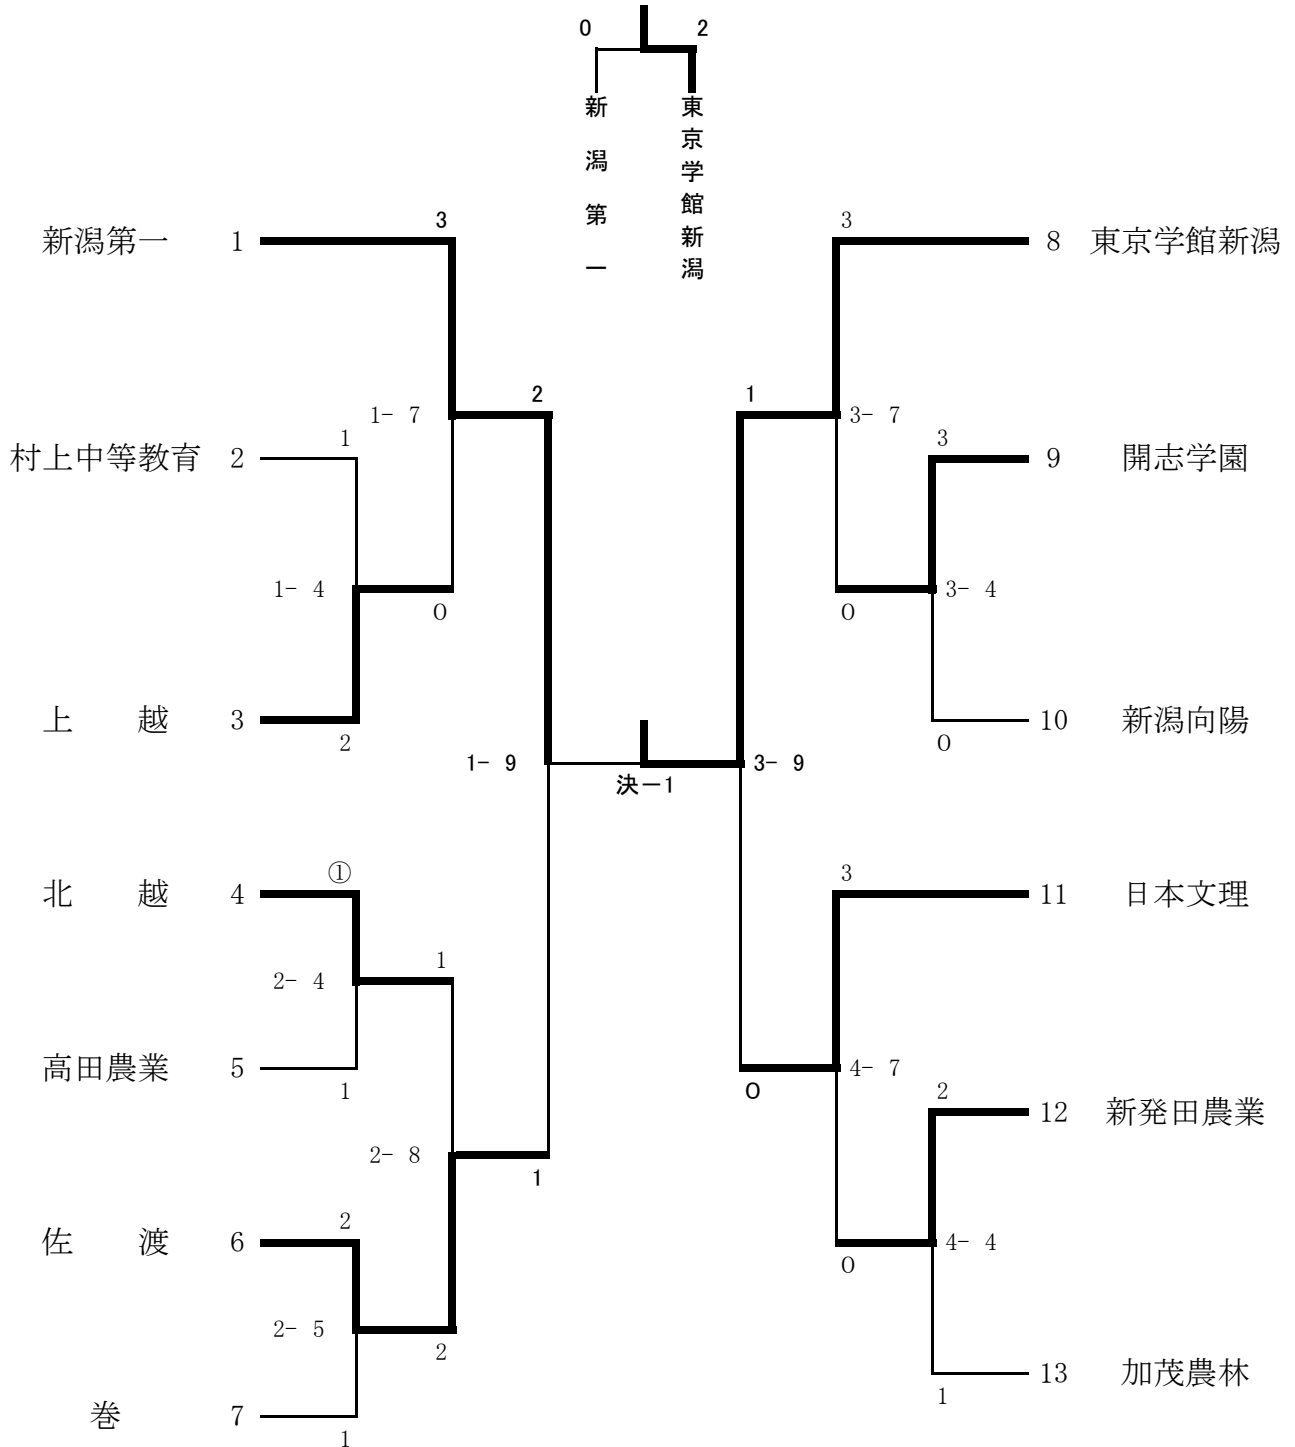 0 2
新潟第一
東京学館新潟
3 3
新潟第一 1 8 東京学館新潟
2 1
1- 7 3- 7
1 3
村上中等教育 2 9 開志学園
1- 4 3- 4
0 0
上 越 3 10 新潟向陽
2 0
1- 9 3- 9
決－1
① 3
北 越 4 11 日本文理
1
2- 4
高田農業 5 4- 7
1 0 2
12 新発田農業
2- 8
1
2
佐 渡 6 4- 4
0
2- 5
2
13 加茂農林
1
巻 7
1